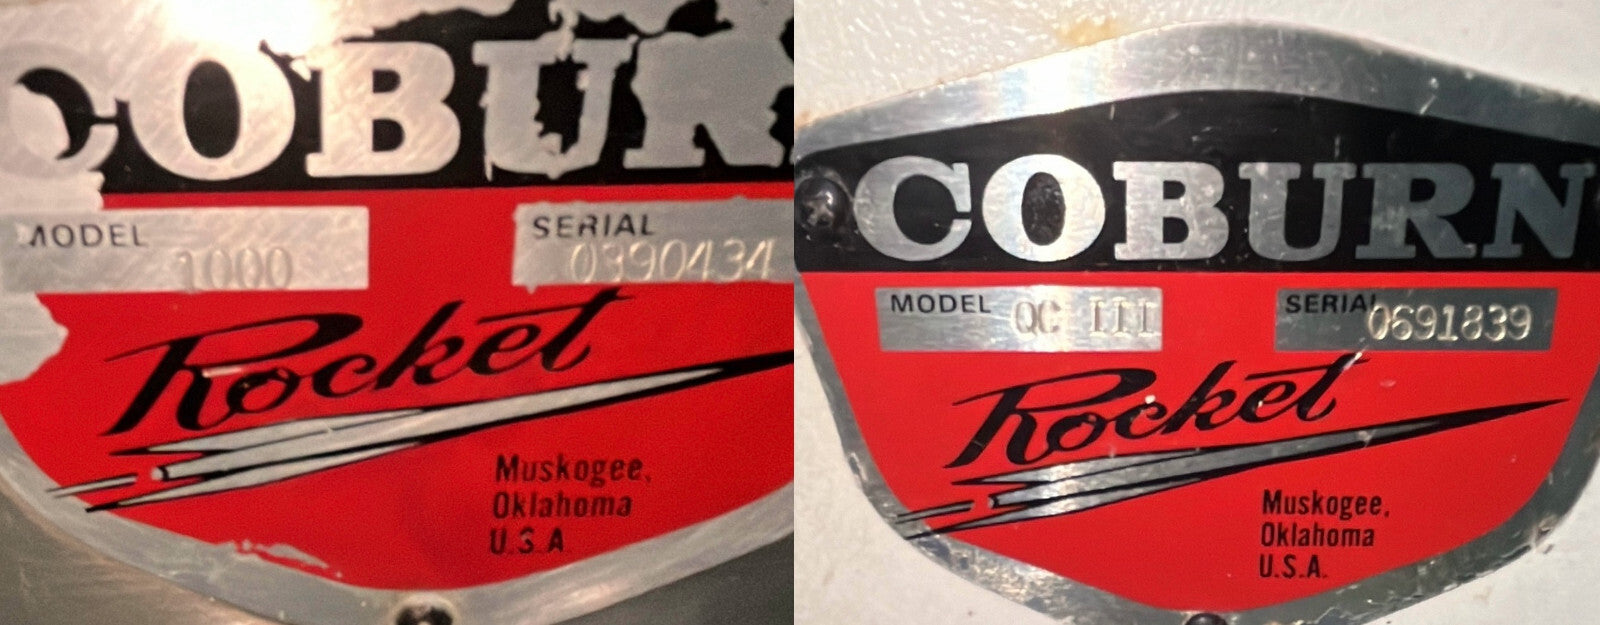 COBURN
MODEL 1000
SERIAL 0390434
Rocket
Muskogee,
Oklahoma
U.S.A
COBURN
MODEL QC III
SERIAL 0691839
Rocket
Muskogee,
Oklahoma
U.S.A.